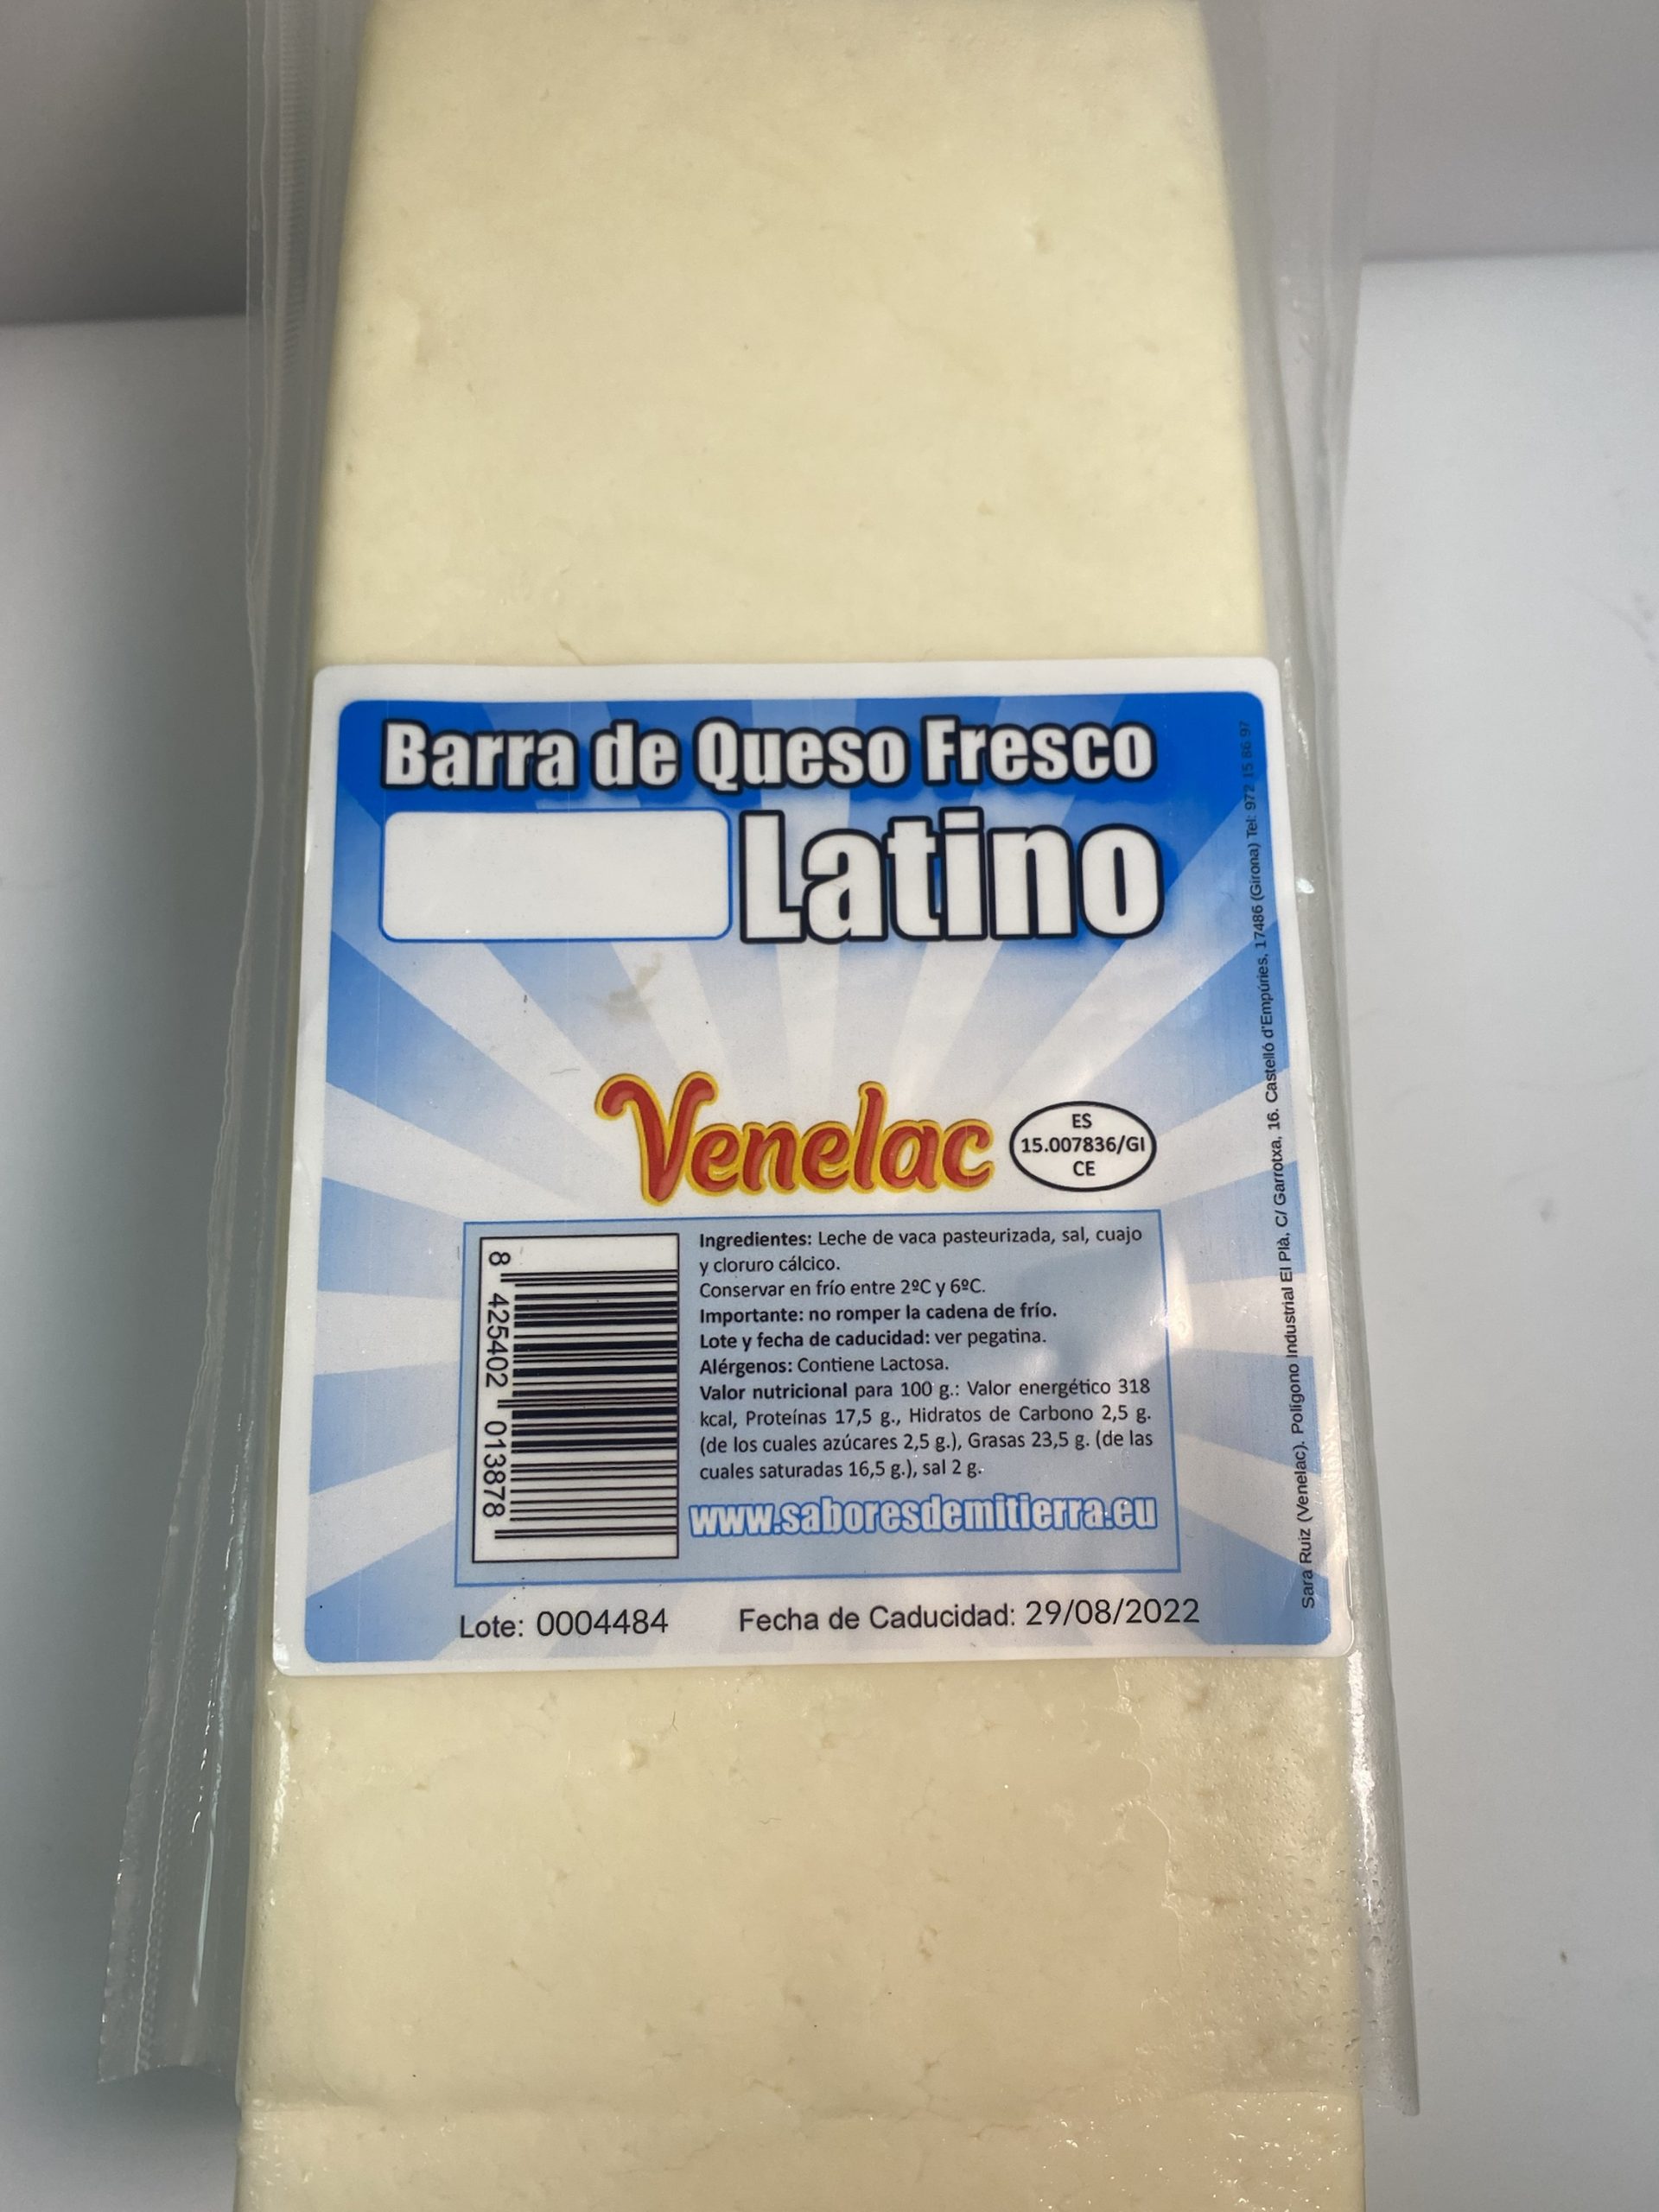 Barra de Queso Fresco
Latino
Venelac
ES
15.007836/GI
CE
8 425402 013878
Ingredientes: Leche de vaca pasteurizada, sal, cuajo
y cloruro cálcico.
Conservar en frío entre 2ºC y 6ºC.
Importante: no romper la cadena de frío.
Lote y fecha de caducidad: ver pegatina.
Alérgenos: Contiene Lactosa.
Valor nutricional para 100 g.: Valor energético 318
kcal, Proteínas 17,5 g., Hidratos de Carbono 2,5 g.
(de los cuales azúcares 2,5 g.), Grasas 23,5 g. (de las
cuales saturadas 16,5 g.), sal 2 g.
www.saboresdemitierra.eu
Lote: 0004484 Fecha de Caducidad: 29/08/2022
Sara Ruiz (Venelac). Polígono Industrial El Plà, C/ Garrotxa, 16. Castelló d'Empúries, 17486 (Girona) Tel: 972 15 86 97